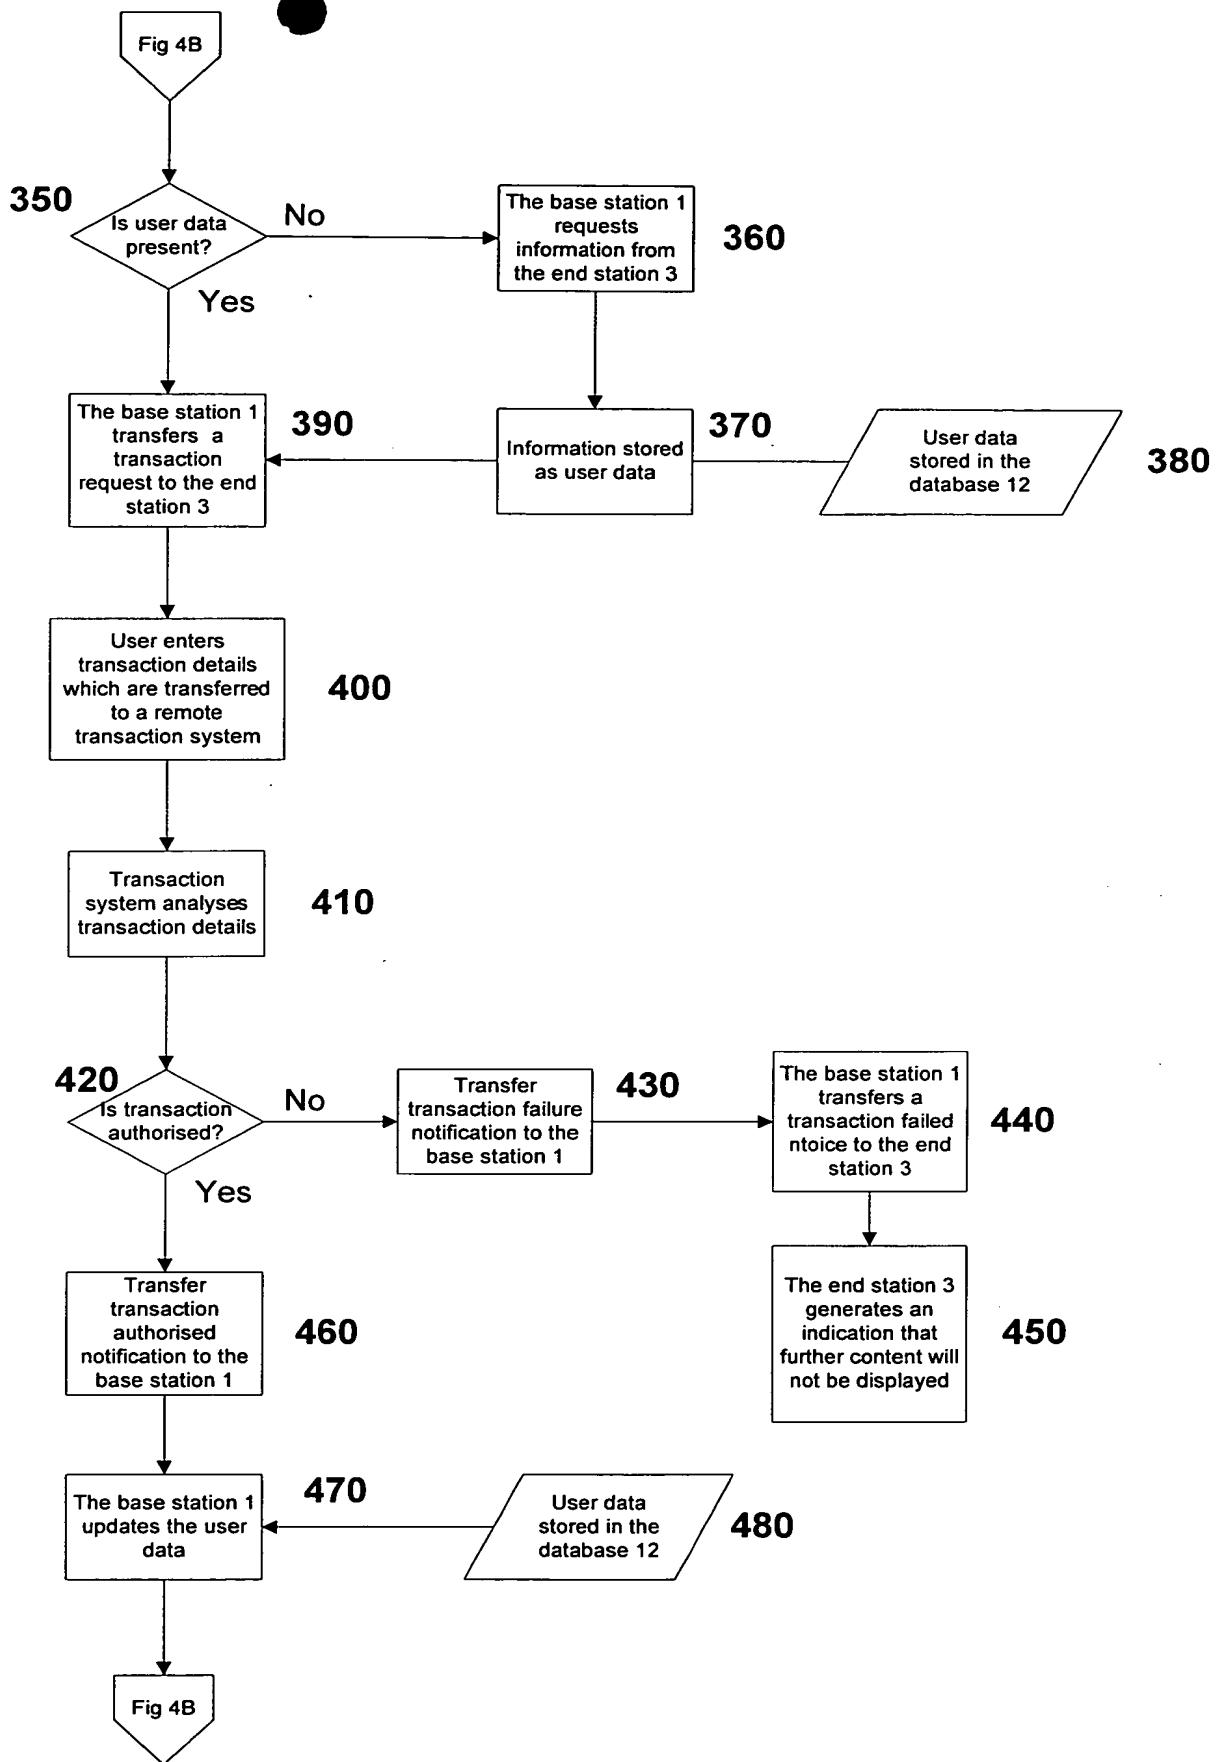 Fig 4B
350
Is user data
present?
No
Yes
The base station 1
requests
information from
the end station 3
360
The base station 1
transfers a
transaction
request to the end
station 3
390
Information stored
as user data
370
User data
stored in the
database 12
380
User enters
transaction details
which are transferred
to a remote
transaction system
400
Transaction
system analyses
transaction details
410
420
Is transaction
authorised?
No
Yes
Transfer
transaction failure
notification to the
base station 1
430
The base station 1
transfers a
transaction failed
ntoice to the end
station 3
440
The end station 3
generates an
indication that
further content will
not be displayed
450
Transfer
transaction
authorised
notification to the
base station 1
460
The base station 1
updates the user
data
470
User data
stored in the
database 12
480
Fig 4B